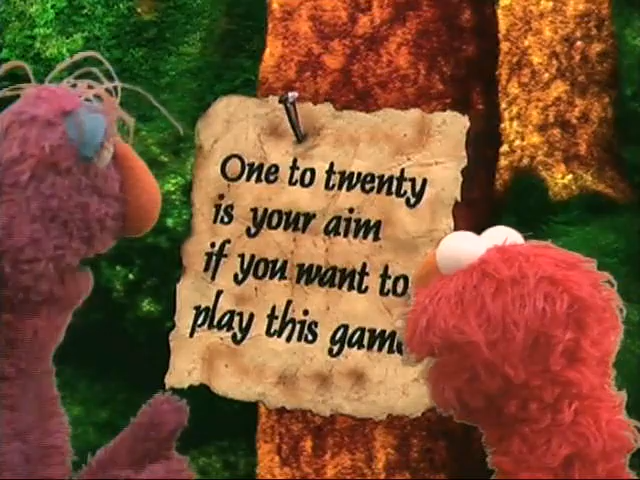 One to twenty
is your aim
if you want to
play this game